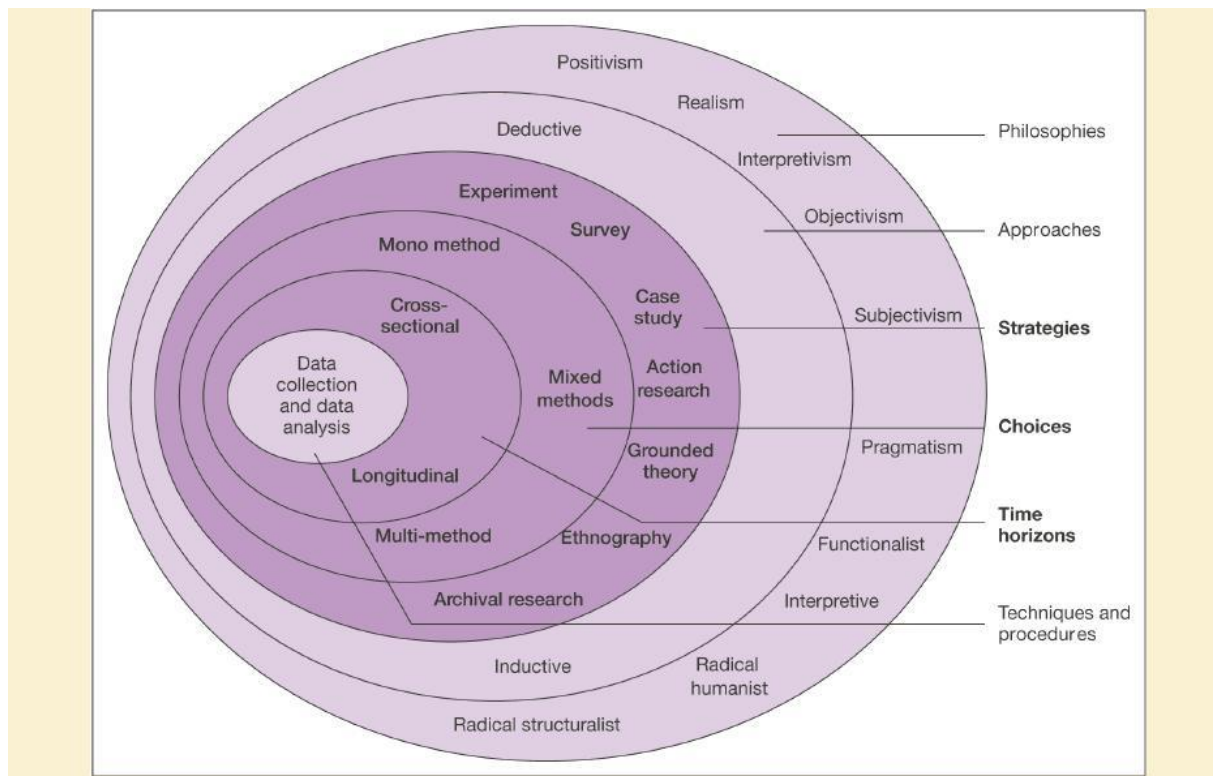 Positivism
Realism
Philosophies
Deductive
Interpretivism
Experiment
Objectivism
Survey
Approaches
Mono method
Cross-
sectional
Case
study
Subjectivism
Strategies
Data
collection
and data
analysis
Mixed
methods
Action
research
Choices
Pragmatism
Grounded
theory
Longitudinal
Time
horizons
Multi-method
Ethnography
Functionalist
Archival research
Interpretive
Techniques and
procedures
Inductive
Radical
humanist
Radical structuralist